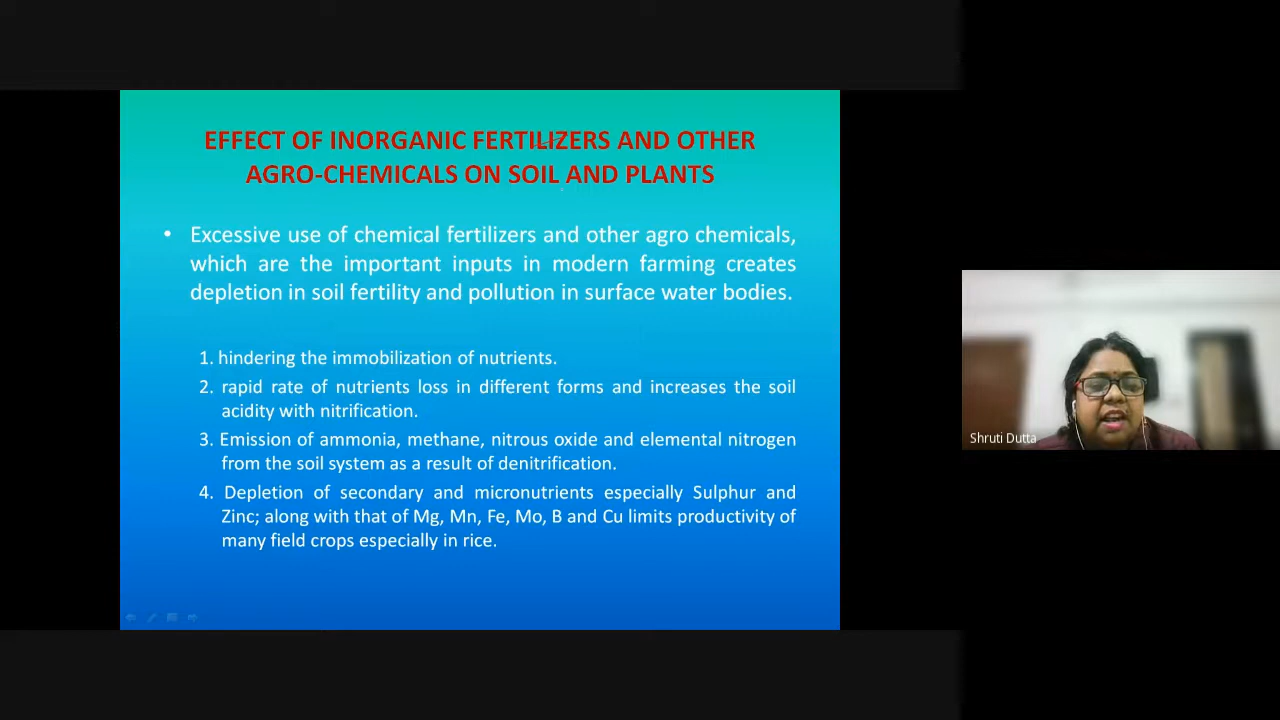 EFFECT OF INORGANIC FERTILIZERS AND OTHER
AGRO-CHEMICALS ON SOIL AND PLANTS
• Excessive use of chemical fertilizers and other agro chemicals,
which are the important inputs in modern farming creates
depletion in soil fertility and pollution in surface water bodies.
1. hindering the immobilization of nutrients.
2. rapid rate of nutrients loss in different forms and increases the soil
acidity with nitrification.
3. Emission of ammonia, methane, nitrous oxide and elemental nitrogen
from the soil system as a result of denitrification.
4. Depletion of secondary and micronutrients especially Sulphur and
Zinc; along with that of Mg, Mn, Fe, Mo, B and Cu limits productivity of
many field crops especially in rice.
Shruti Dutta